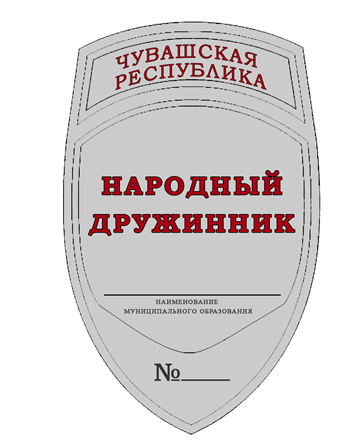 ЧУВАШСКАЯ
РЕСПУБЛИКА
НАРОДНЫЙ
ДРУЖИННИК
НАИМЕНОВАНИЕ
МУНИЦИПАЛЬНОГО ОБРАЗОВАНИЯ
№